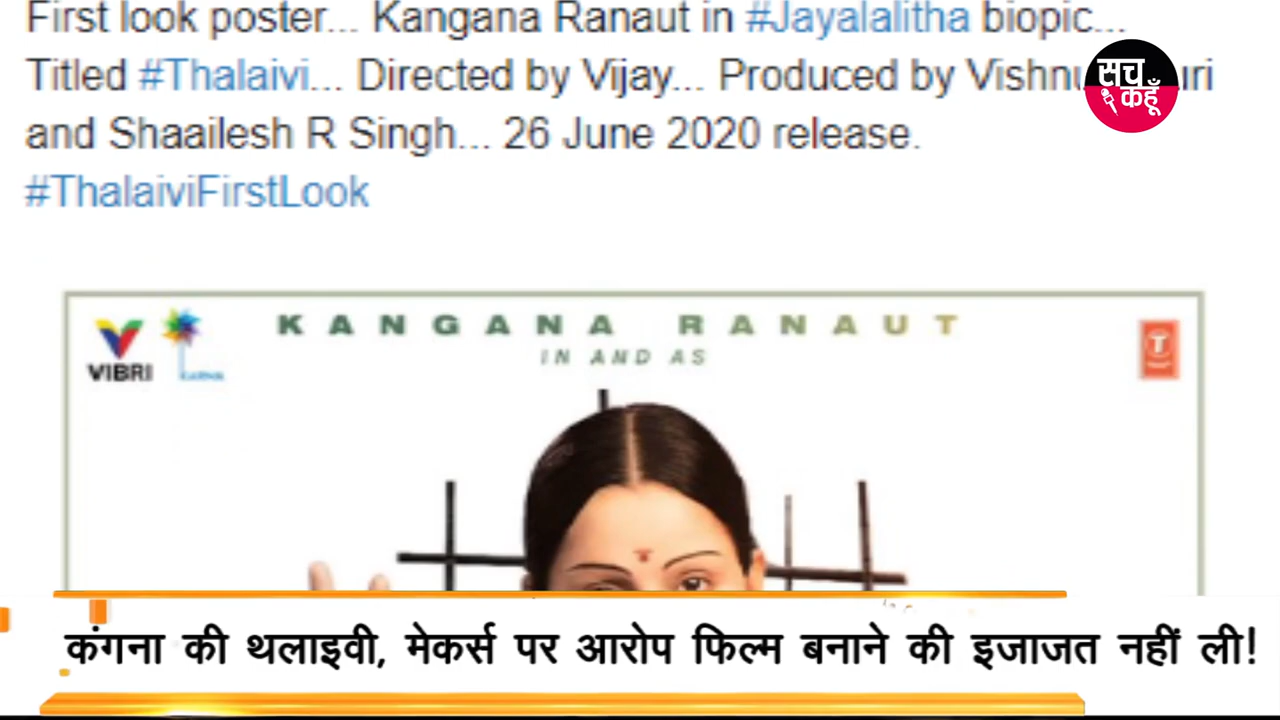 First look poster... Kangana Ranaut in #Jayalalitha biopic...
Titled #Thalaivi... Directed by Vijay... Produced by
and Shaailesh R Singh... 26 June 2020 release.
#ThalaiviFirstLook
सच
कहूँ
KANGANA RANAUT
IN AND AS
VIBRI
T
कंगना की थलाइवी, मेकर्स पर आरोप फिल्म बनाने की इजाजत नहीं ली!